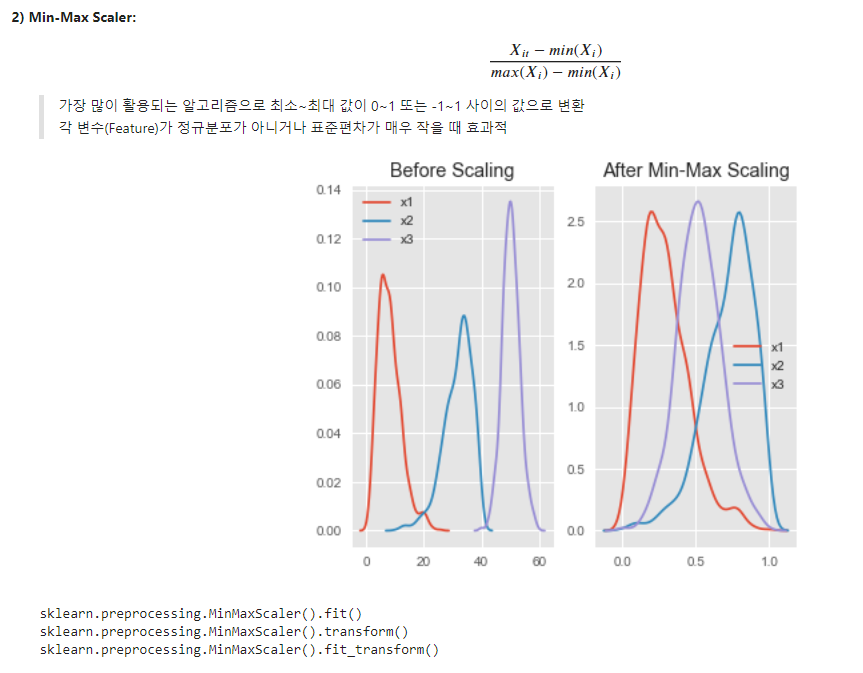 2) Min-Max Scaler:
X_{it} − min(X_i)
max(X_i) − min(X_i)
가장 많이 활용되는 알고리즘으로 최소~최대 값이 0~1 또는 -1~1 사이의 값으로 변환
각 변수(Feature)가 정규분포가 아니거나 표준편차가 매우 작을 때 효과적
Before Scaling
0.14
0.12
0.10
0.08
0.06
0.04
0.02
0.00
x1
x2
x3
0 20 40 60
After Min-Max Scaling
2.5
2.0
1.5
1.0
0.5
0.0
x1
x2
x3
0.0 0.5 1.0
sklearn.preprocessing.MinMaxScaler().fit()
sklearn.preprocessing.MinMaxScaler().transform()
sklearn.preprocessing.MinMaxScaler().fit_transform()